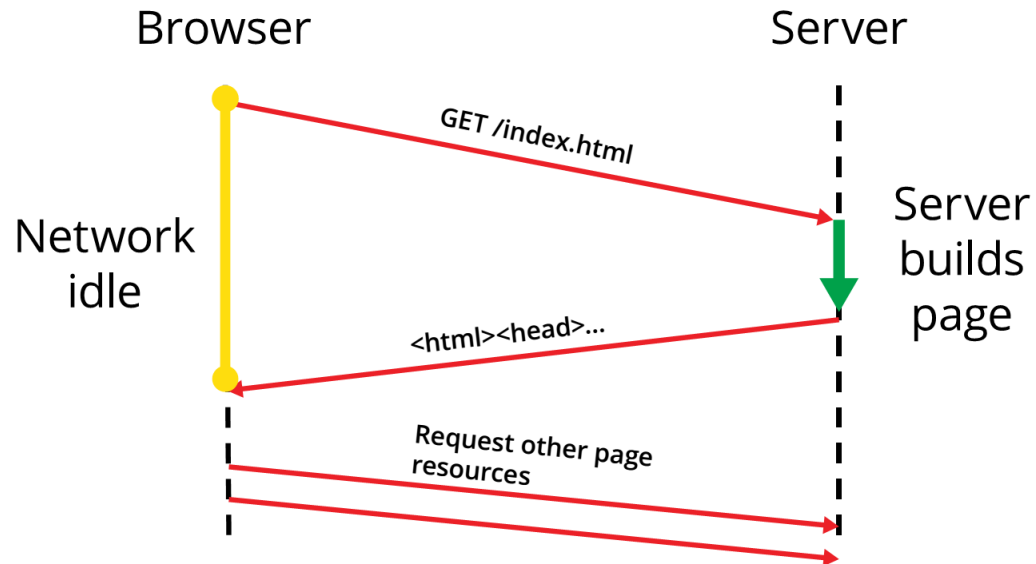 Browser
Server
GET /index.html
Network
idle
Server
builds
page
<html><head>...
Request other page
resources